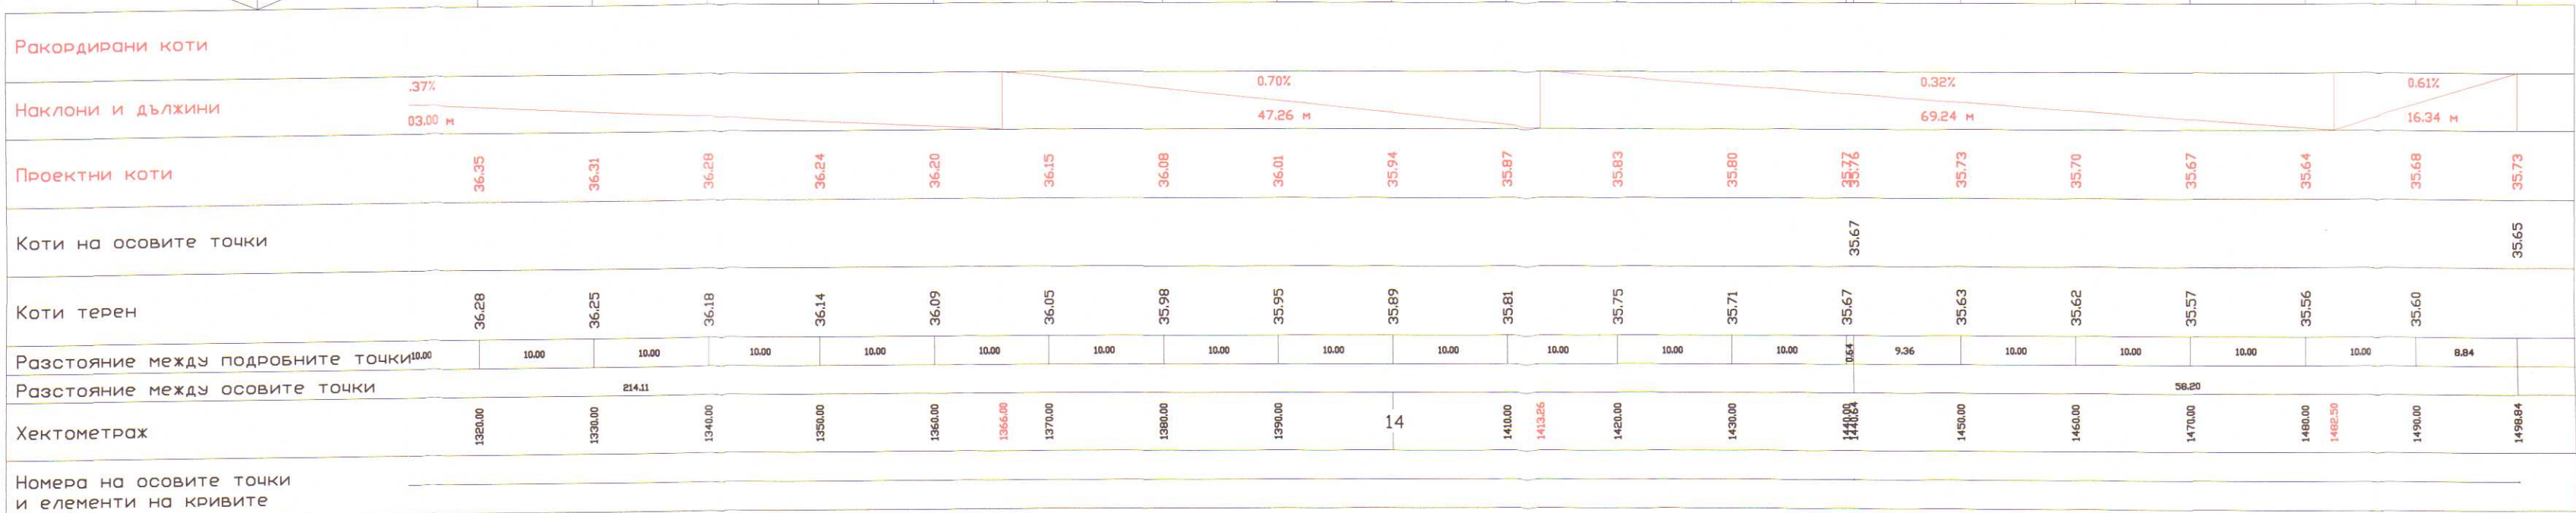 Ракордирани коти
Наклони и дължини
.37%
0.70%
0.32%
0.61%
03.00 м
47.26 м
69.24 м
16.34 м
Проектни коти
36.35 36.31 36.28 36.24 36.20 36.15 36.08 36.01 35.94 35.87 35.83 35.80 35.77 35.76 35.73 35.70 35.67 35.64 35.68 35.73
Коти на осовите точки
35.67 35.65
Коти терен
36.28 36.25 36.18 36.14 36.09 36.05 35.98 35.95 35.89 35.81 35.75 35.71 35.67 35.63 35.62 35.57 35.56 35.60
Разстояние между подробните точки
10.00 10.00 10.00 10.00 10.00 10.00 10.00 10.00 10.00 10.00 10.00 10.00 10.00 0.64 9.36 10.00 10.00 10.00 10.00 8.84
Разстояние между осовите точки
214.11 58.20
Хектометраж
1320.00 1330.00 1340.00 1350.00 1360.00 1366.00 1370.00 1380.00 1390.00 14 1410.00 1413.26 1420.00 1430.00 1440.00 1440.64 1450.00 1460.00 1470.00 1480.00 1482.50 1490.00 1498.84
Номера на осовите точки
и елементи на кривите